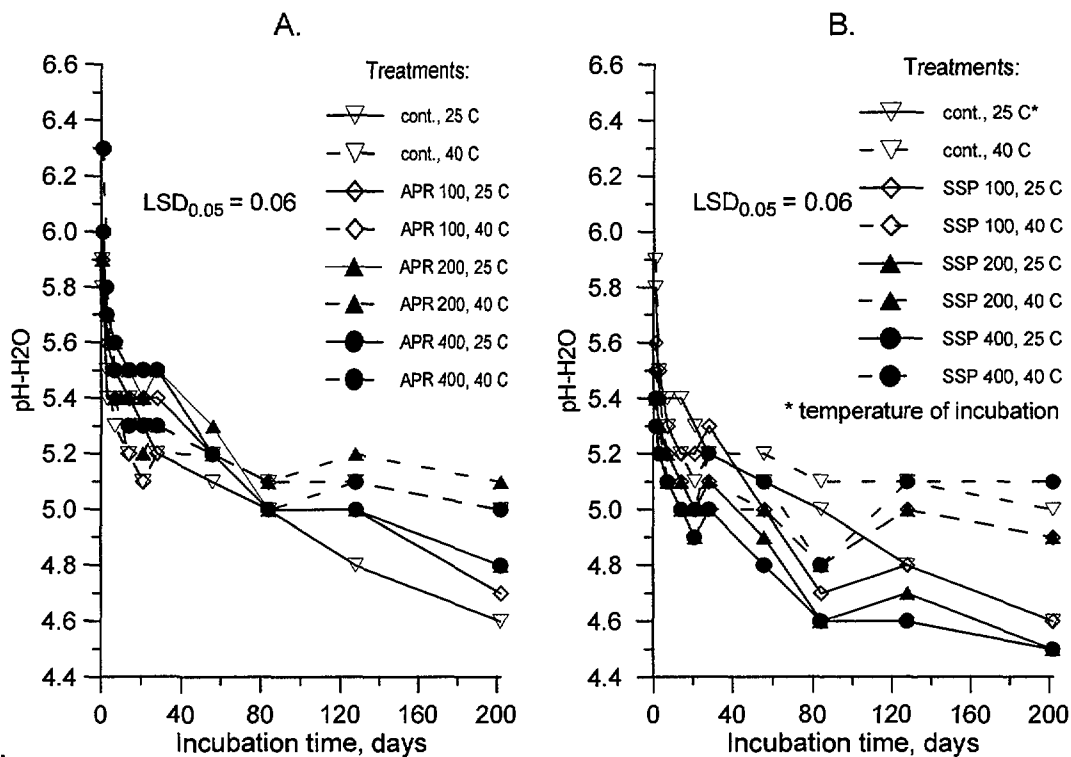 A.
6.6
6.4
6.2
6.0
5.8
5.6
5.4
5.2
5.0
4.8
4.6
4.4
pH-H2O
0
40
80
120
160
200
Incubation time, days
Treatments:
cont., 25 C
cont., 40 C
APR 100, 25 C
APR 100, 40 C
APR 200, 25 C
APR 200, 40 C
APR 400, 25 C
APR 400, 40 C
LSD0.05 = 0.06
B.
6.6
6.4
6.2
6.0
5.8
5.6
5.4
5.2
5.0
4.8
4.6
4.4
pH-H2O
0
40
80
120
160
200
Incubation time, days
Treatments:
cont., 25 C*
cont., 40 C
SSP 100, 25 C
SSP 100, 40 C
SSP 200, 25 C
SSP 200, 40 C
SSP 400, 25 C
SSP 400, 40 C
* temperature of incubation
LSD0.05 = 0.06